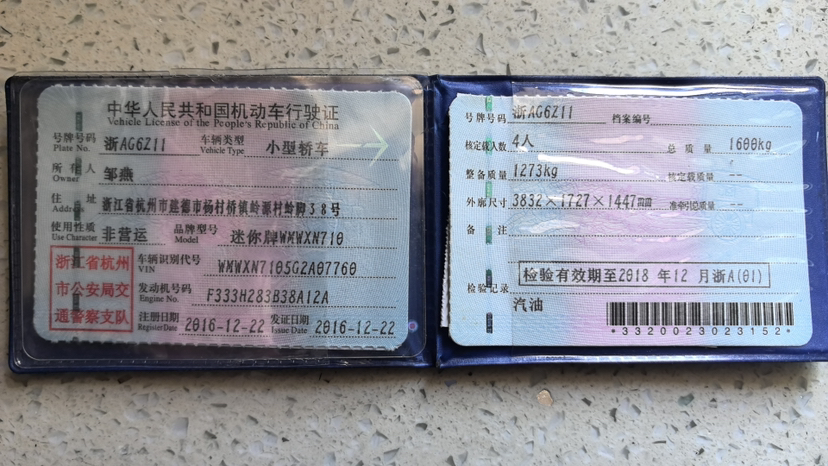 中华人民共和国机动车行驶证
Vehicle License of the People's Republic of China
号牌号码 浙AG6Z11 车辆类型 小型轿车
Plate No. Vehicle Type
所有人 邹燕
Owner
住址 浙江省杭州市建德市杨村桥镇岭源村蛉脚38号
Address
使用性质 非营运 品牌型号 迷你牌WMWXN710
Use Character Model
浙江省杭州
市公安局交
通警察支队
车辆识别代号 WMWXN7105G2A07760
VIN
发动机号码 F333H283B38A12A
Engine No.
注册日期 2016-12-22 发证日期 2016-12-22
Register Date Issue Date
号牌号码 浙AG6Z11 档案编号
核定载人数 4人 总质量 1600kg
整备质量 1273kg 核定载质量 --
外廓尺寸 3832×1727×1447mm 准牵引总质量 --
备注
检验有效期至2018年12月浙A(01)
检验记录
汽油
*3320023023152*